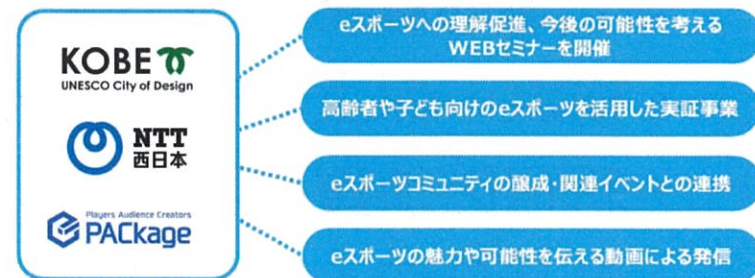 KOBE
UNESCO City of Design
NTT
西日本
Players Audience Creators
PACkage
eスポーツへの理解促進、今後の可能性を考える
WEBセミナーを開催
高齢者や子ども向けのeスポーツを活用した実証事業
eスポーツコミュニティの醸成・関連イベントとの連携
eスポーツの魅力や可能性を伝える動画による発信